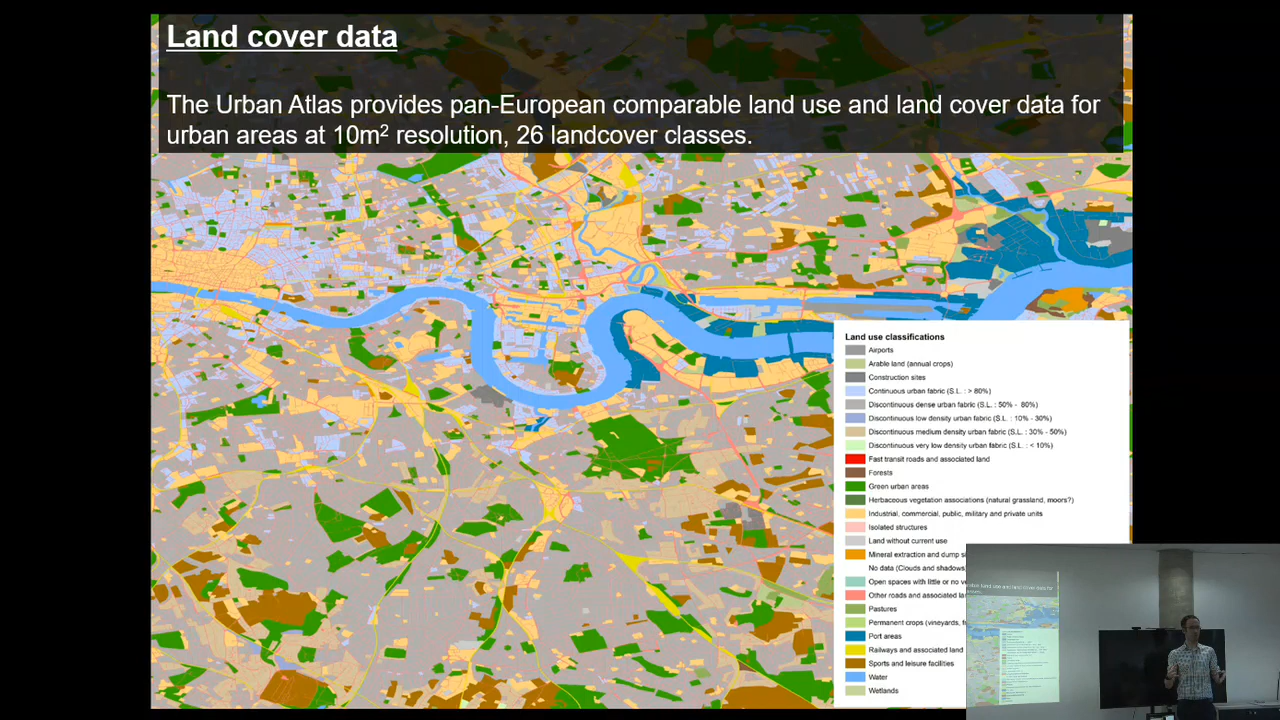 Land cover data
The Urban Atlas provides pan-European comparable land use and land cover data for
urban areas at 10m² resolution, 26 landcover classes.
Land use classifications
Airports
Arable land (annual crops)
Construction sites
Continuous urban fabric (S.L. : > 80%)
Discontinuous dense urban fabric (S.L. : 50% - 80%)
Discontinuous low density urban fabric (S.L. : 10% - 30%)
Discontinuous medium density urban fabric (S.L. : 30% - 50%)
Discontinuous very low density urban fabric (S.L. : < 10%)
Fast transit roads and associated land
Forests
Green urban areas
Herbaceous vegetation associations (natural grassland, moors?)
Industrial, commercial, public, military and private units
Isolated structures
Land without current use
Mineral extraction and dump
No data (Clouds and shadows
Open spaces with little or no
Other roads and associated
Pastures
Permanent crops (vineyards,
Port areas
Railways and associated land
Sports and leisure facilities
Water
Wetlands